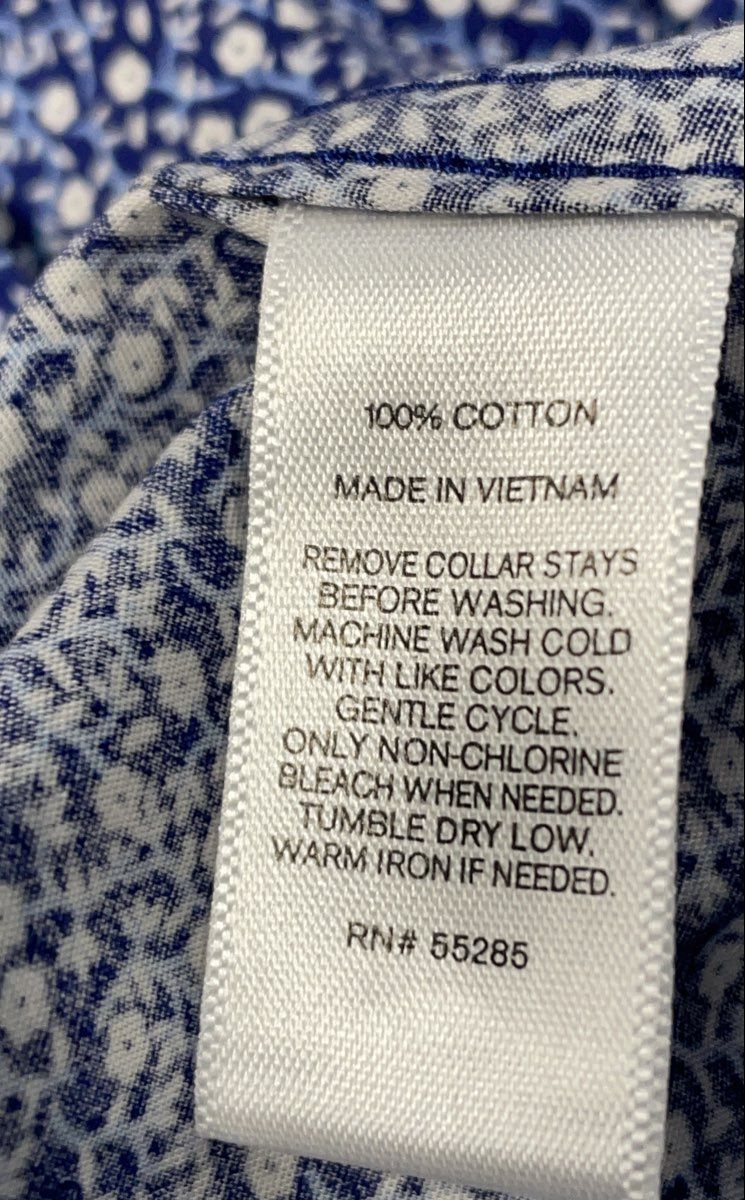 100% COTTON
MADE IN VIETNAM
REMOVE COLLAR STAYS
BEFORE WASHING.
MACHINE WASH COLD
WITH LIKE COLORS.
GENTLE CYCLE.
ONLY NON-CHLORINE
BLEACH WHEN NEEDED.
TUMBLE DRY LOW.
WARM IRON IF NEEDED.
RN# 55285